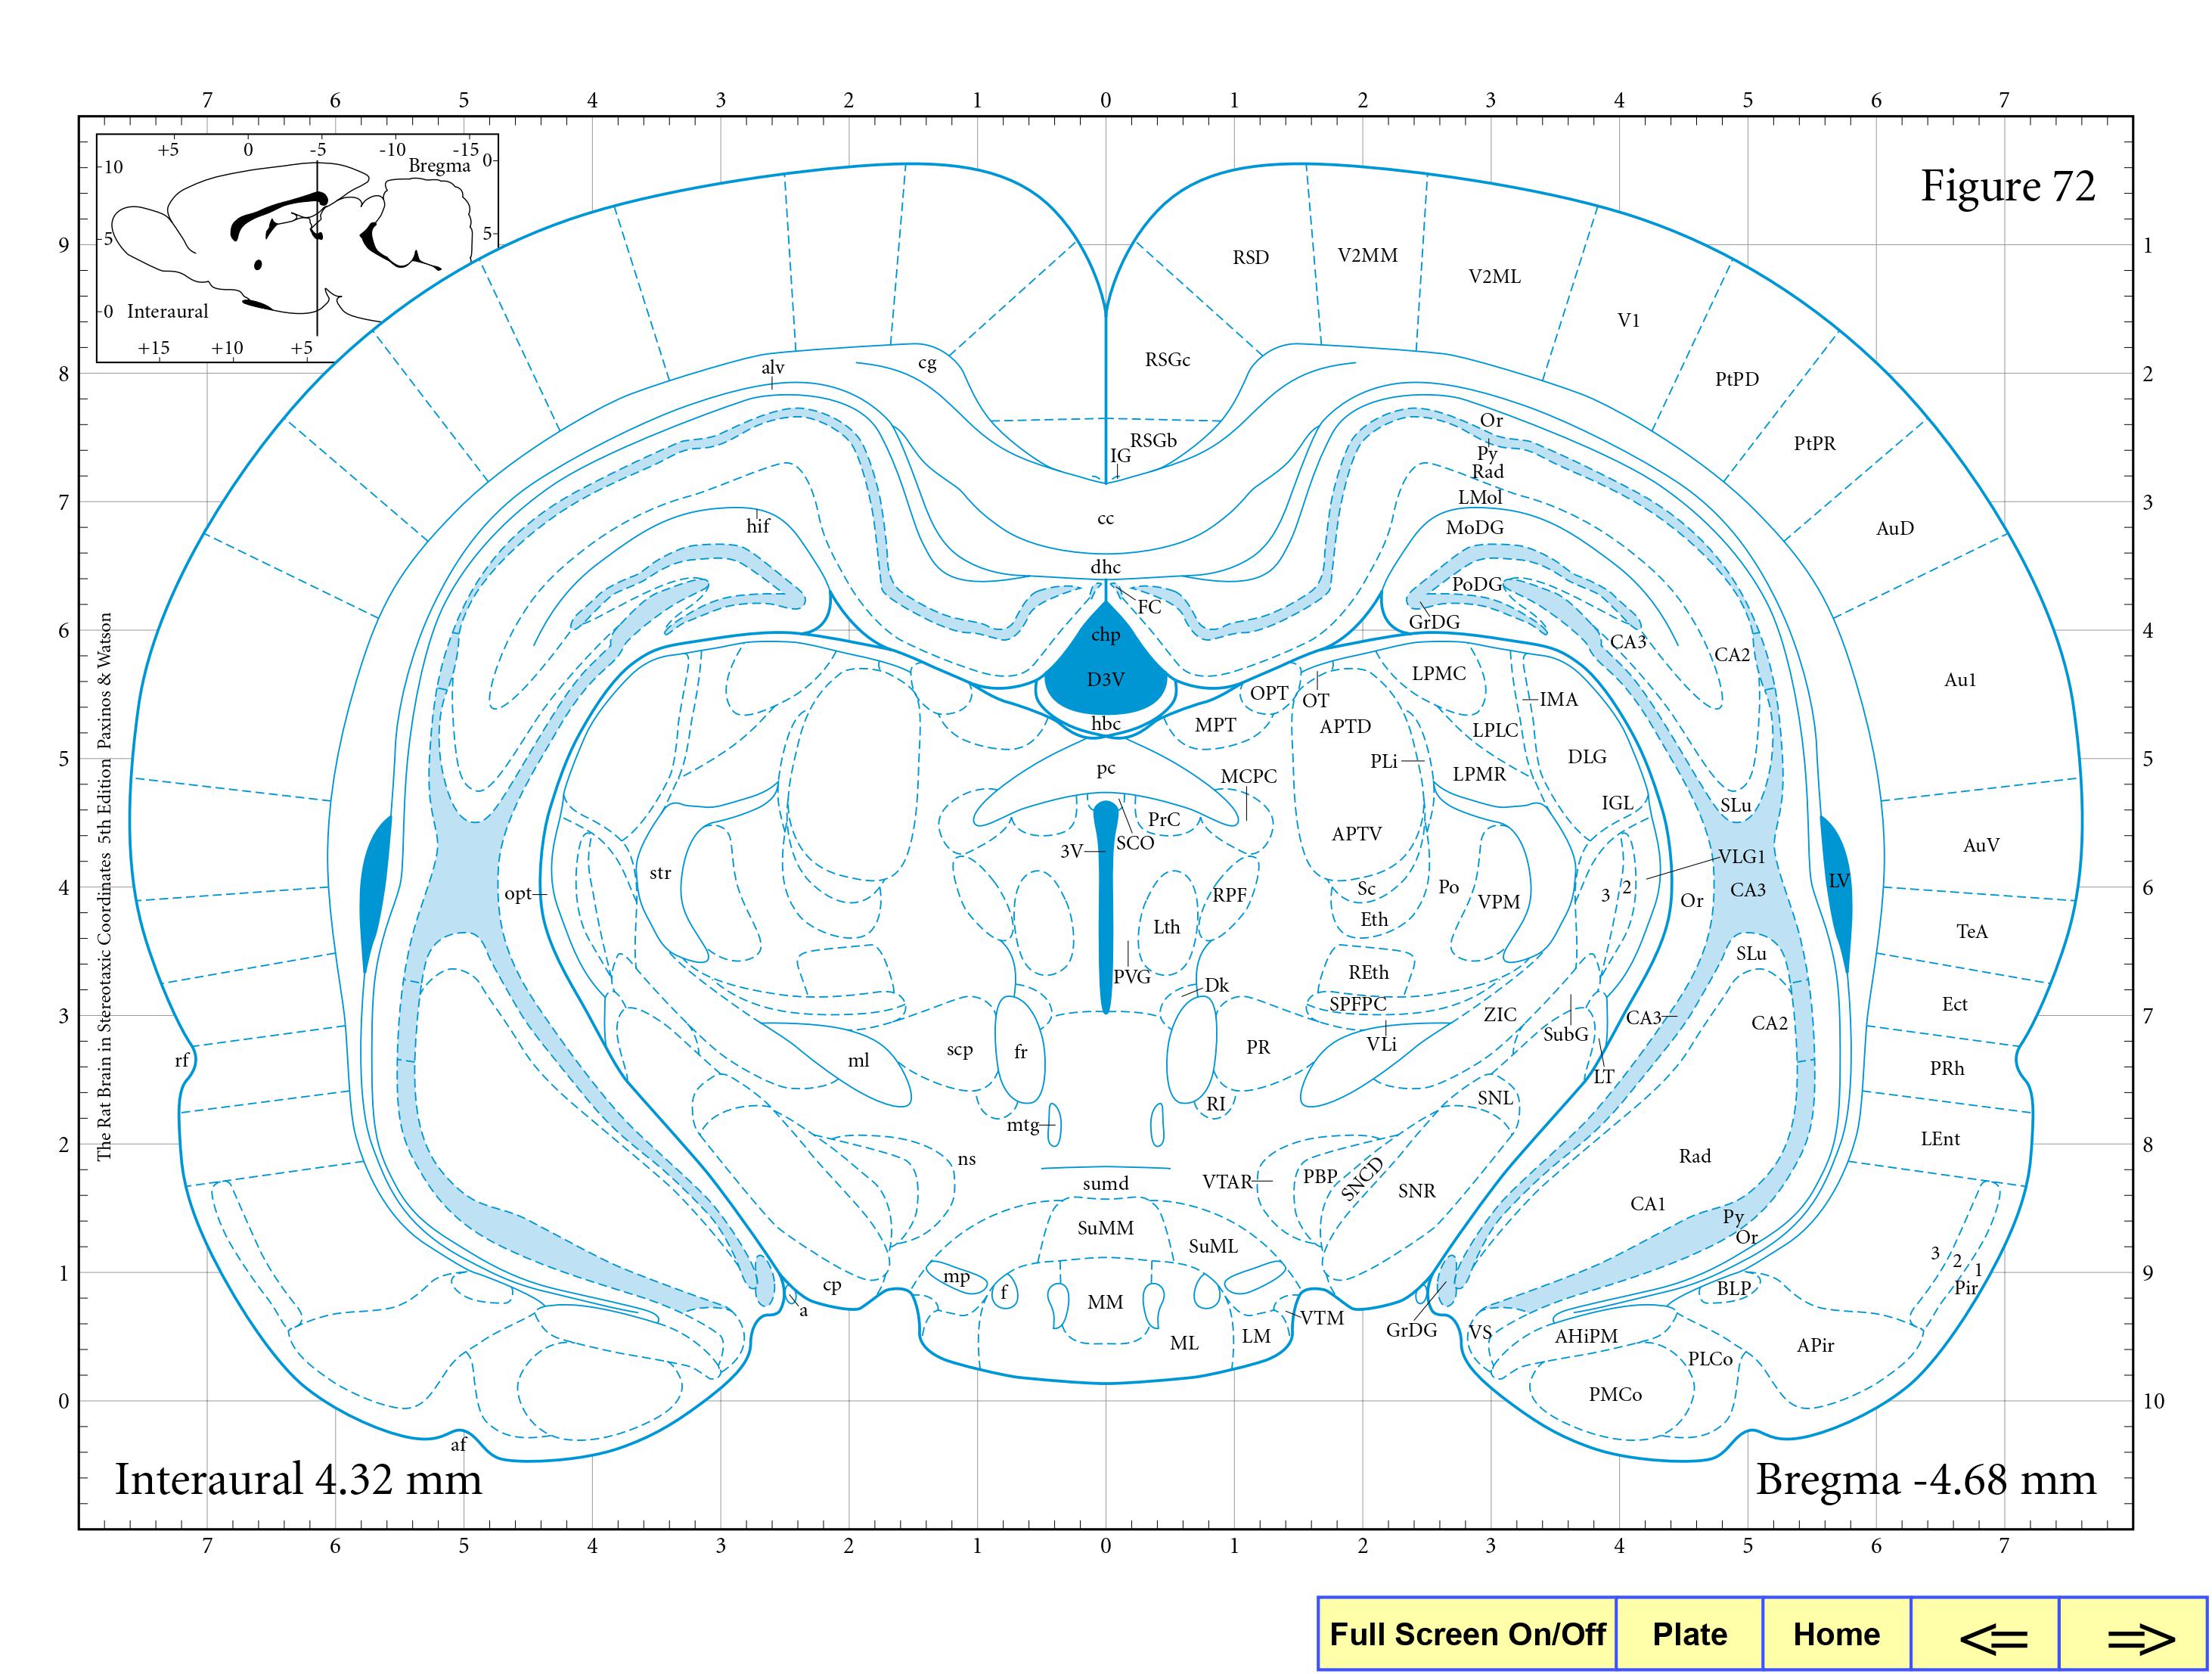 7 6 5 4 3 2 1 0 1 2 3 4 5 6 7
+5 0 -5 -10 -15
Bregma
10 0
5 5
0 Interaural
+15 +10 +5
Figure 72
9 1
8 2
7 3
6 4
5 5
4 6
3 7
2 8
1 9
0 10
The Rat Brain in Stereotaxic Coordinates 5th Edition Paxinos & Watson
RSD
V2MM
V2ML
V1
PtPD
PtPR
AuD
Au1
AuV
TeA
Ect
PRh
LEnt
RSGc
RSGb
IG
cg
alv
hif
cc
dhc
FC
chp
D3V
hbc
pc
Or
Py
Rad
LMol
MoDG
PoDG
GrDG
CA3
CA2
OPT
OT
MPT
APTD
LPMC
IMA
LPLC
PLi
LPMR
DLG
MCPC
IGL
SLu
PrC
SCO
3V
APTV
VLG1
CA3
LV
str
opt
RPF
Sc
Po
VPM
3
2
Or
Eth
Lth
SLu
PVG
REth
Dk
SPFPC
ZIC
SubG
CA3
CA2
rf
ml
scp
fr
PR
VLi
LT
RI
SNL
mtg
ns
Rad
VTAR
PBP
SNCD
SNR
sumd
CA1
SuMM
SuML
Py
Or
3
2
1
Pir
mp
cp
f
a
MM
ML
LM
VTM
GrDG
VS
BLP
AHiPM
PLCo
APir
PMCo
af
Interaural 4.32 mm
Bregma -4.68 mm
7 6 5 4 3 2 1 0 1 2 3 4 5 6 7
Full Screen On/Off Plate Home <= =>